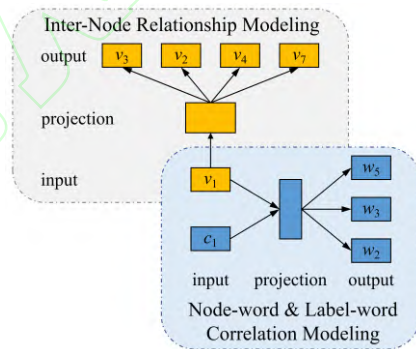 Inter-Node Relationship Modeling
output v3 v2 v4 v7
projection
input v1
w5
w3
c1
w2
input projection output
Node-word & Label-word
Correlation Modeling